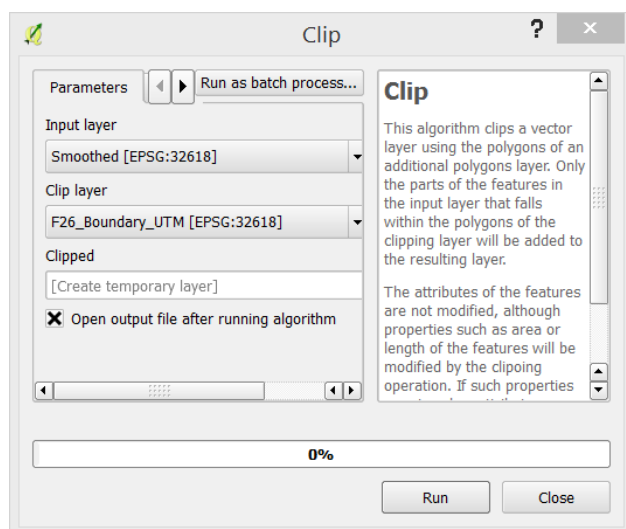 Clip
?
Parameters
Run as batch process...
Input layer
Smoothed [EPSG:32618]
Clip layer
F26_Boundary_UTM [EPSG:32618]
Clipped
[Create temporary layer]
Open output file after running algorithm
Clip
This algorithm clips a vector
layer using the polygons of an
additional polygons layer. Only
the parts of the features in
the input layer that falls
within the polygons of the
clipping layer will be added to
the resulting layer.
The attributes of the features
are not modified, although
properties such as area or
length of the features will be
modified by the clipoing
operation. If such properties
0%
Run
Close